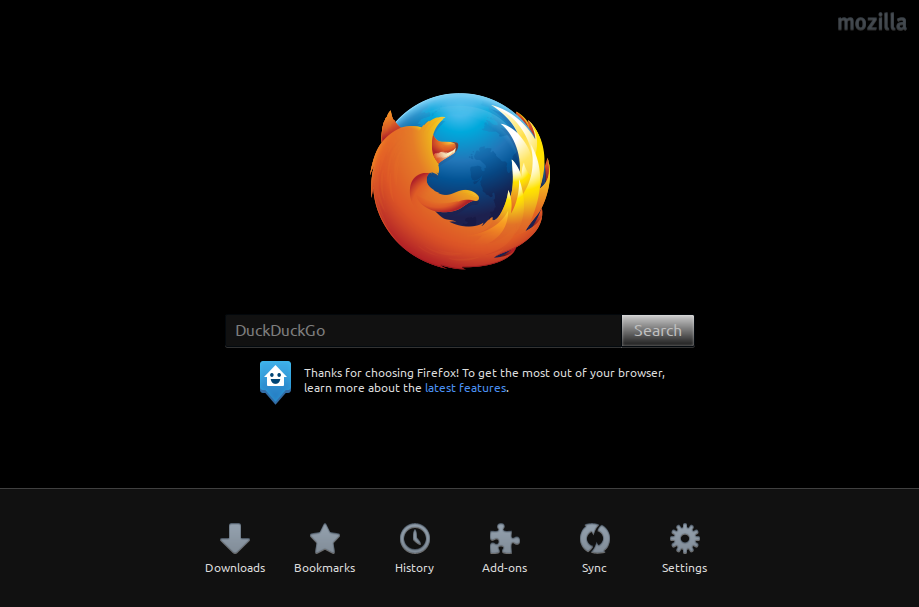 mozilla
DuckDuckGo
Search
Thanks for choosing Firefox! To get the most out of your browser,
learn more about the latest features.
Downloads
Bookmarks
History
Add-ons
Sync
Settings